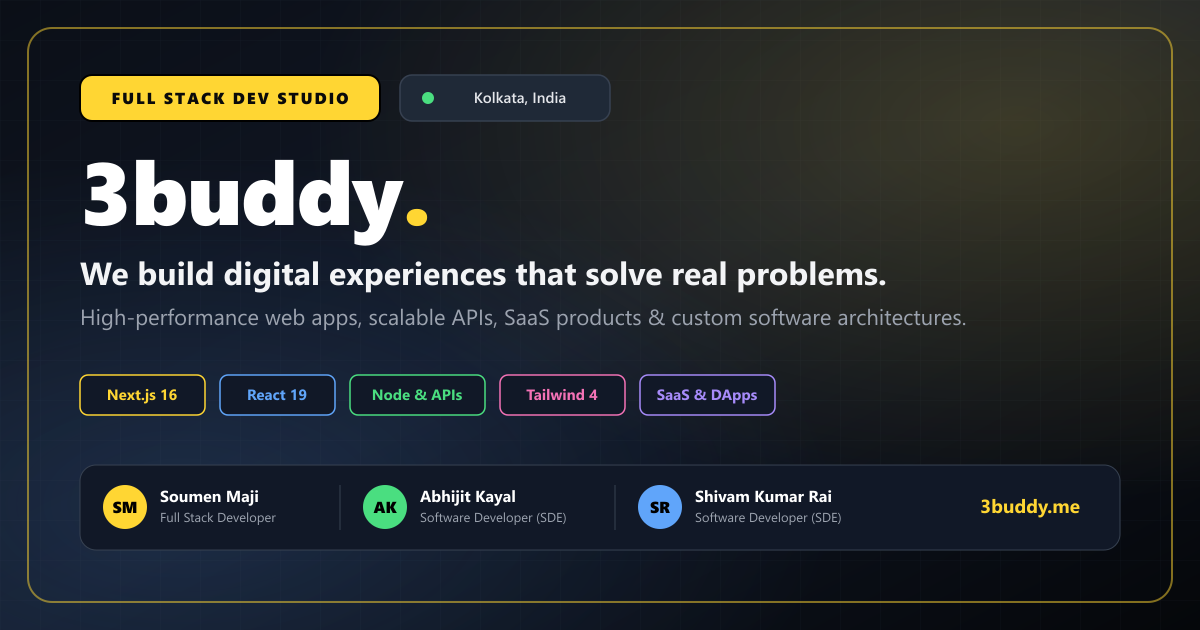 FULL STACK DEV STUDIO
Kolkata, India
3buddy.
We build digital experiences that solve real problems.
High-performance web apps, scalable APIs, SaaS products & custom software architectures.
Next.js 16
React 19
Node & APIs
Tailwind 4
SaaS & DApps
SM
Soumen Maji
Full Stack Developer
AK
Abhijit Kayal
Software Developer (SDE)
SR
Shivam Kumar Rai
Software Developer (SDE)
3buddy.me